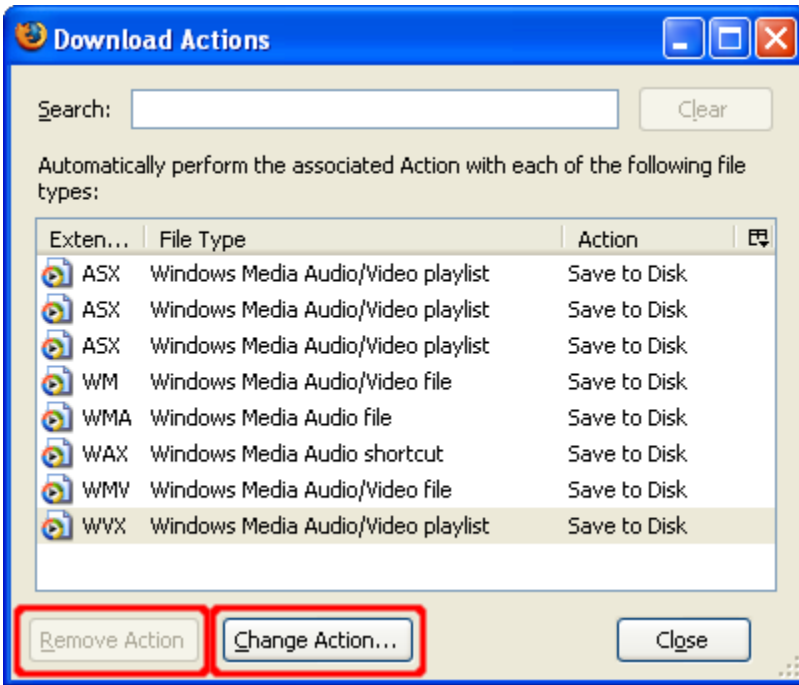 Download Actions
Search:
Clear
Automatically perform the associated Action with each of the following file
types:
Exten... File Type Action
ASX Windows Media Audio/Video playlist Save to Disk
ASX Windows Media Audio/Video playlist Save to Disk
ASX Windows Media Audio/Video playlist Save to Disk
WM Windows Media Audio/Video file Save to Disk
WMA Windows Media Audio file Save to Disk
WAX Windows Media Audio shortcut Save to Disk
WMV Windows Media Audio/Video file Save to Disk
WVX Windows Media Audio/Video playlist Save to Disk
Remove Action Change Action... Close